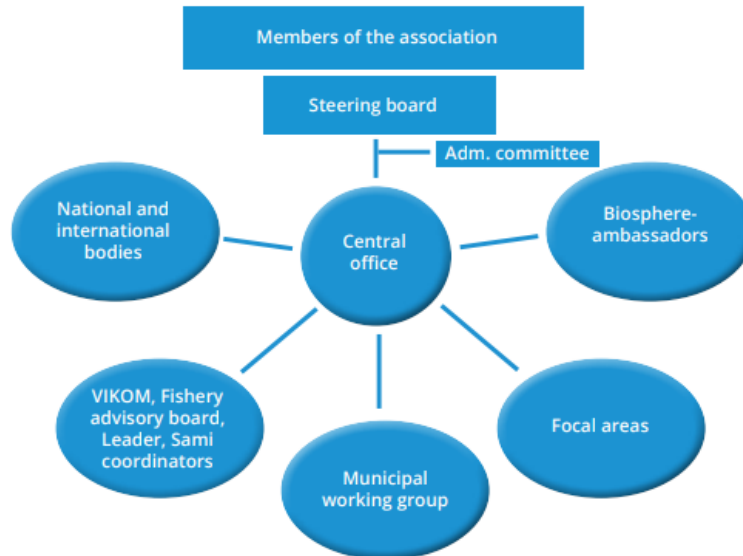 Members of the association
Steering board
Adm. committee
National and
international
bodies
Central
office
Biosphere-
ambassadors
VIKOM, Fishery
advisory board,
Leader, Sami
coordinators
Municipal
working group
Focal areas